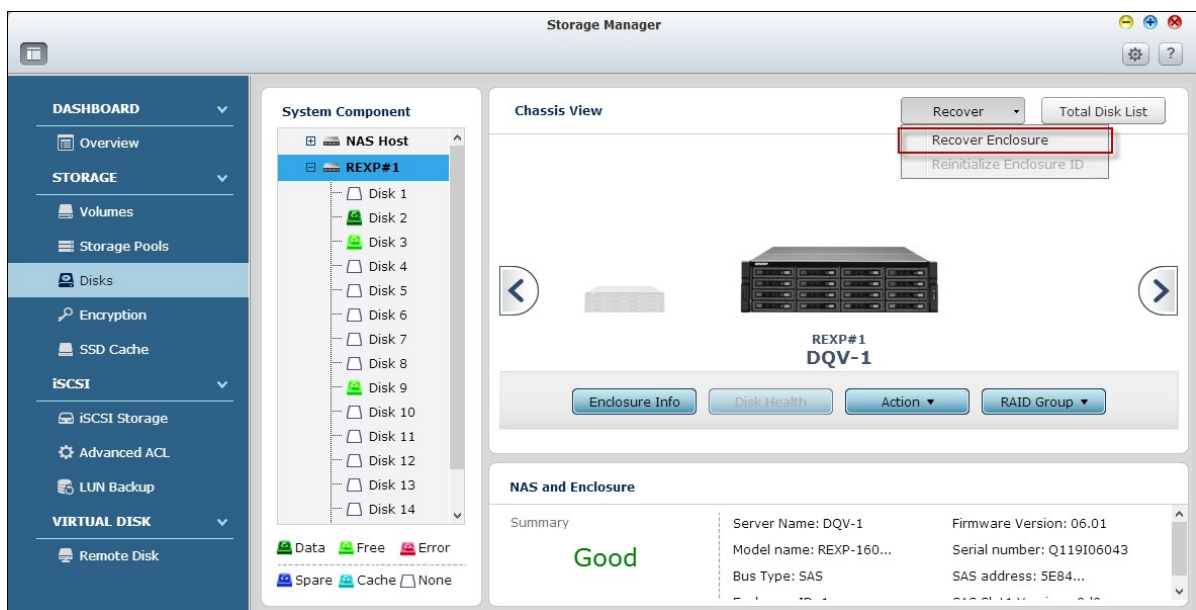 Storage Manager
?
DASHBOARD
Overview
STORAGE
Volumes
Storage Pools
Disks
Encryption
SSD Cache
iSCSI
iSCSI Storage
Advanced ACL
LUN Backup
VIRTUAL DISK
Remote Disk
System Component
NAS Host
REXP#1
Disk 1
Disk 2
Disk 3
Disk 4
Disk 5
Disk 6
Disk 7
Disk 8
Disk 9
Disk 10
Disk 11
Disk 12
Disk 13
Disk 14
Data Free Error
Spare Cache None
Chassis View
Recover
Total Disk List
Recover Enclosure
Reinitialize Enclosure ID
REXP#1
DQV-1
Enclosure Info
Disk Health
Action
RAID Group
NAS and Enclosure
Summary
Good
Server Name: DQV-1
Model name: REXP-160...
Bus Type: SAS
Firmware Version: 06.01
Serial number: Q119I06043
SAS address: 5E84...